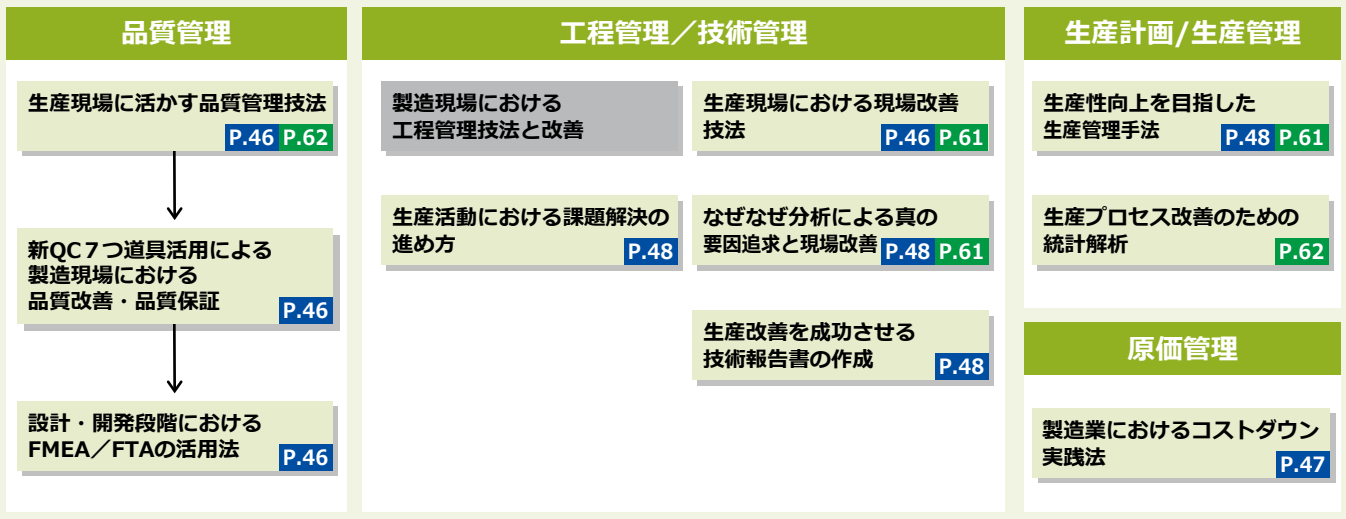 品質管理
生産現場に活かす品質管理技法
P.46 P.62
新QC７つ道具活用による
製造現場における
品質改善・品質保証
P.46
設計・開発段階における
FMEA／FTAの活用法
P.46
工程管理／技術管理
製造現場における
工程管理技法と改善
生産現場における現場改善
技法 P.46 P.61
生産活動における課題解決の
進め方 P.48
なぜなぜ分析による真の
要因追求と現場改善 P.48 P.61
生産改善を成功させる
技術報告書の作成 P.48
生産計画/生産管理
生産性向上を目指した
生産管理手法 P.48 P.61
生産プロセス改善のための
統計解析 P.62
原価管理
製造業におけるコストダウン
実践法 P.47